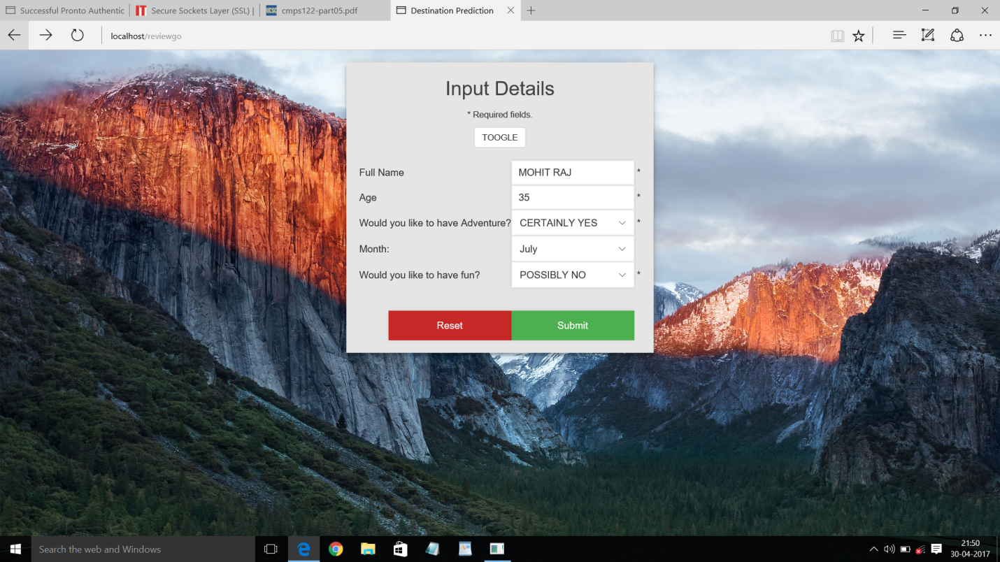 Successful Pronto Authentic
Secure Sockets Layer (SSL) |
cmps122-part05.pdf
Destination Prediction
localhost/reviewgo
Input Details
* Required fields.
TOOGLE
Full Name MOHIT RAJ *
Age 35 *
Would you like to have Adventure? CERTAINLY YES *
Month: July
Would you like to have fun? POSSIBLY NO *
Reset Submit
Search the web and Windows
21:50
30-04-2017